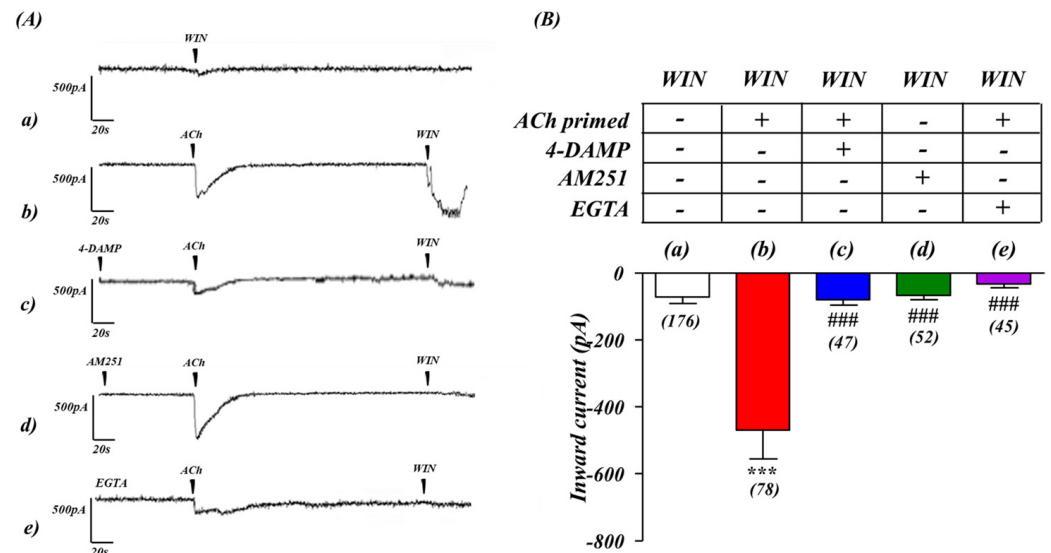 (A)
WIN
500pA
20s
a)
ACh
WIN
500pA
20s
b)
4-DAMP
ACh
WIN
500pA
20s
c)
AM251
ACh
WIN
500pA
20s
d)
EGTA
ACh
WIN
500pA
20s
e)
(B)
WIN WIN WIN WIN WIN
ACh primed - + + - +
4-DAMP - - + - -
AM251 - - - + -
EGTA - - - - +
(a) (b) (c) (d) (e)
0
-200
-400
-600
-800
Inward current (pA)
(176)
***
(78)
###
(47)
###
(52)
###
(45)